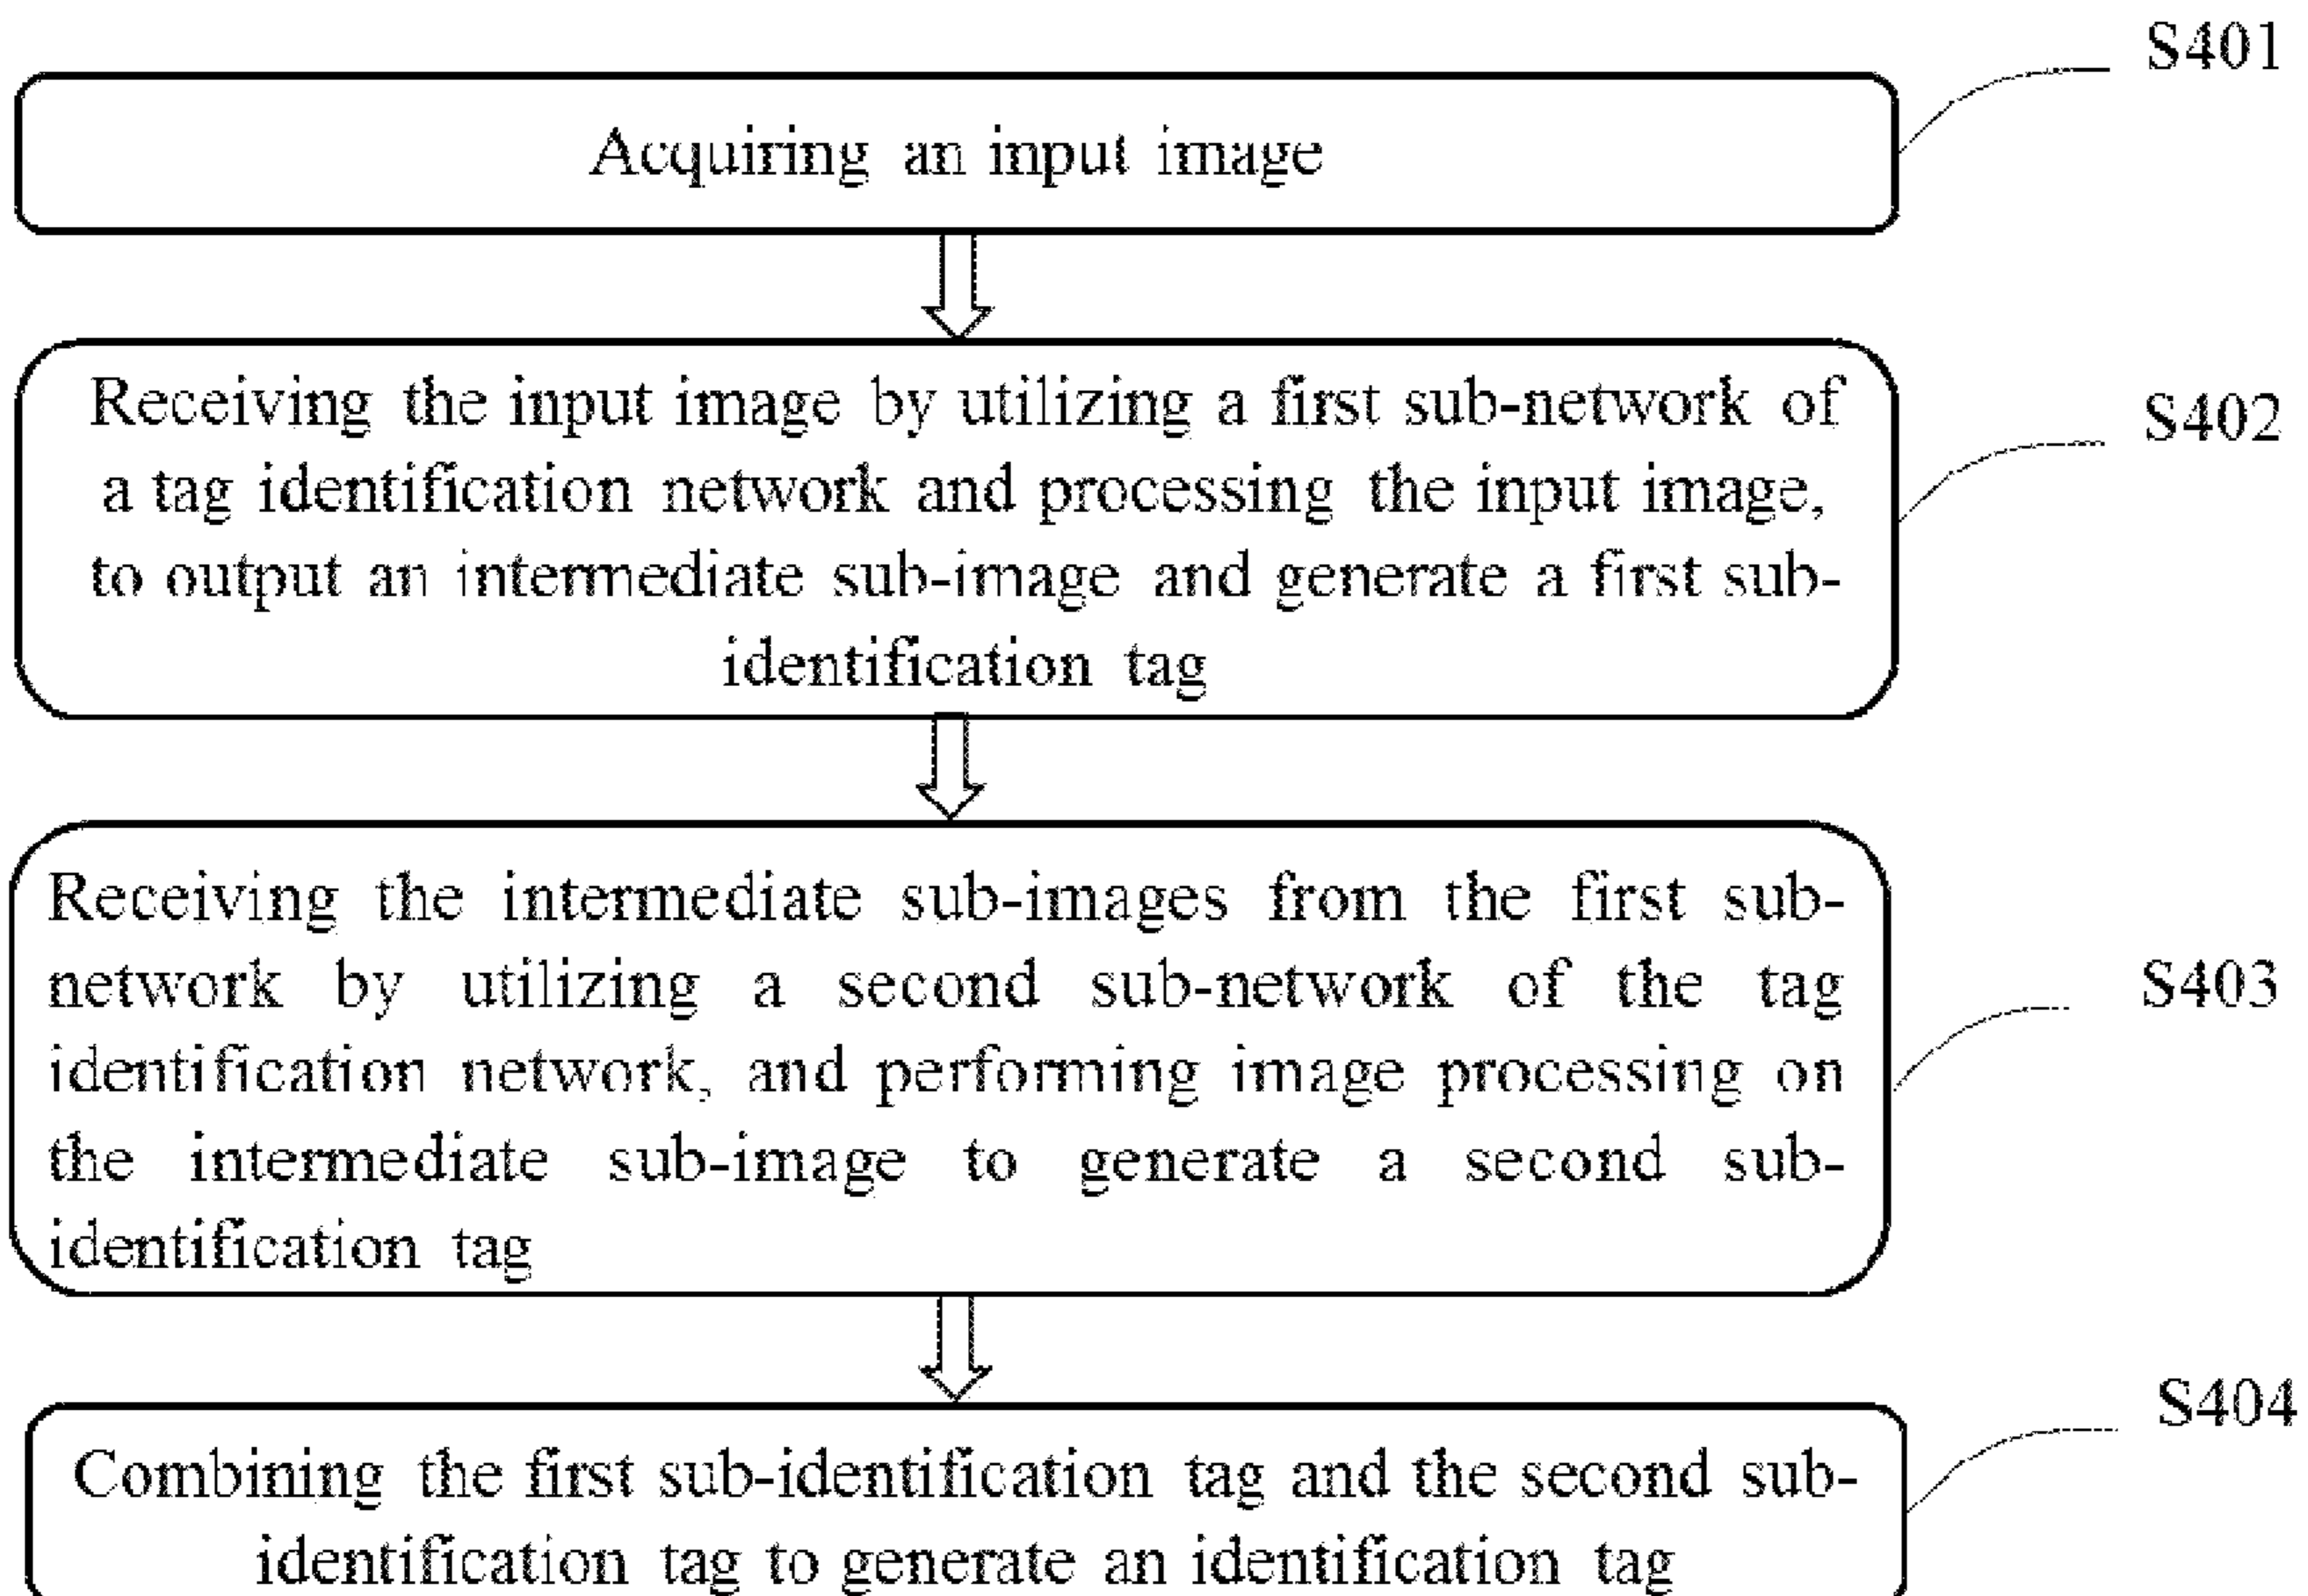 S401
Acquiring an input image
Receiving the input image by utilizing a first sub-network of
a tag identification network and processing the input image,
to output an intermediate sub-image and generate a first sub-
identification tag
S402
Receiving the intermediate sub-images from the first sub-
network by utilizing a second sub-network of the tag
identification network, and performing image processing on
the intermediate sub-image to generate a second sub-
identification tag
S403
Combining the first sub-identification tag and the second sub-
identification tag to generate an identification tag
S404